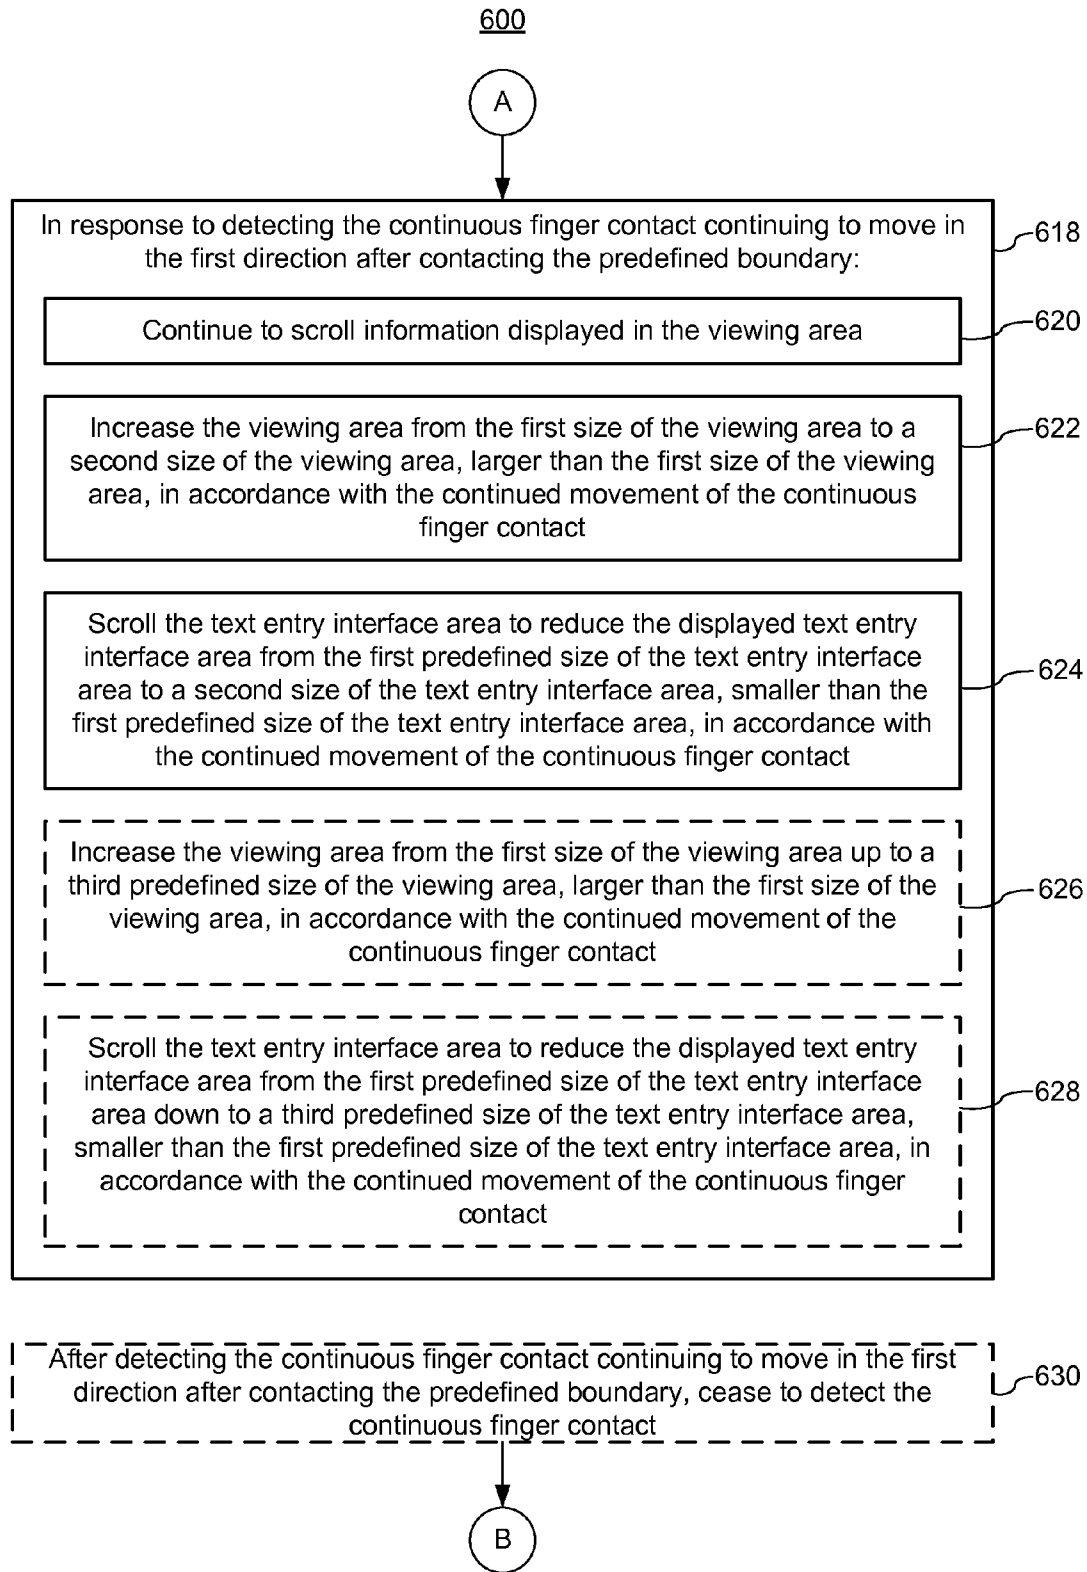 600
A
In response to detecting the continuous finger contact continuing to move in
the first direction after contacting the predefined boundary:
618
Continue to scroll information displayed in the viewing area
620
Increase the viewing area from the first size of the viewing area to a
second size of the viewing area, larger than the first size of the viewing
area, in accordance with the continued movement of the continuous
finger contact
622
Scroll the text entry interface area to reduce the displayed text entry
interface area from the first predefined size of the text entry interface
area to a second size of the text entry interface area, smaller than the
first predefined size of the text entry interface area, in accordance with
the continued movement of the continuous finger contact
624
Increase the viewing area from the first size of the viewing area up to a
third predefined size of the viewing area, larger than the first size of the
viewing area, in accordance with the continued movement of the
continuous finger contact
626
Scroll the text entry interface area to reduce the displayed text entry
interface area from the first predefined size of the text entry interface
area down to a third predefined size of the text entry interface area,
smaller than the first predefined size of the text entry interface area, in
accordance with the continued movement of the continuous finger
contact
628
After detecting the continuous finger contact continuing to move in the first
direction after contacting the predefined boundary, cease to detect the
continuous finger contact
630
B